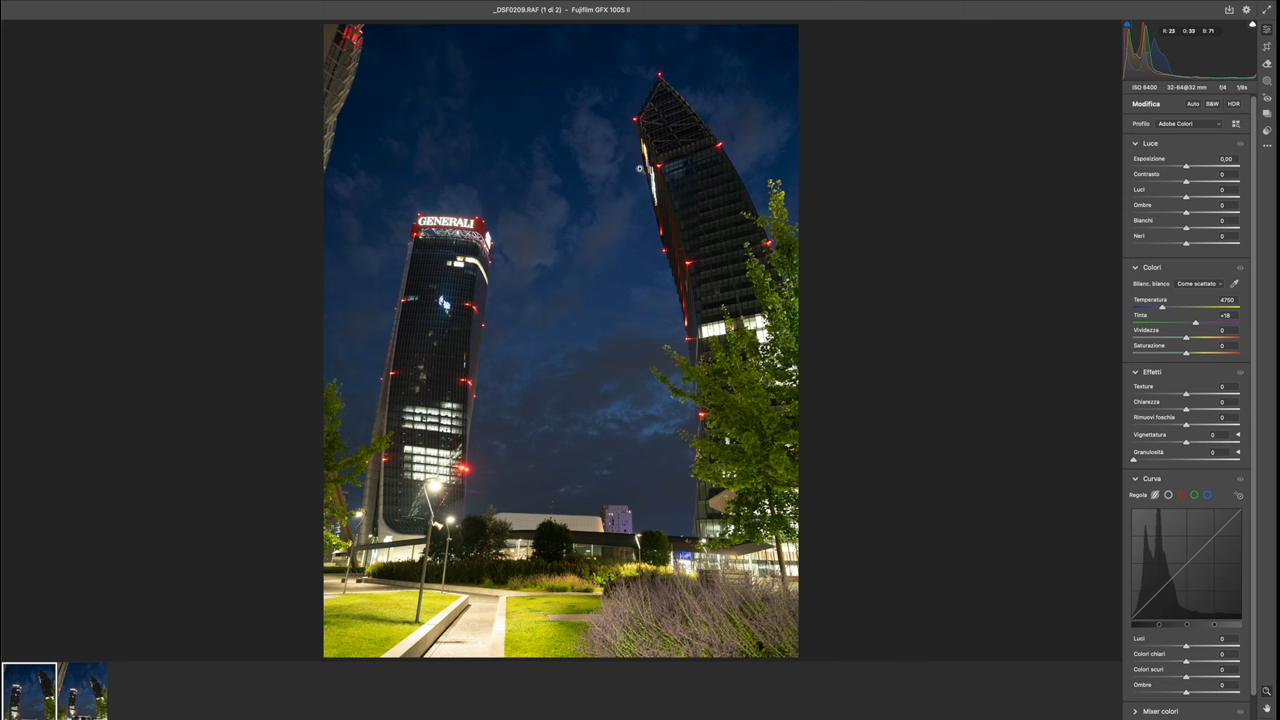 _DSF0209.RAF (1 di 2) - Fujifilm GFX 100S II
R: 23 G: 33 B: 71
ISO 6400 32-64@32 mm f/4 1/8s
Modifica Auto B&W HDR
Profilo Adobe Colori
Luce
Esposizione 0,00
Contrasto 0
Luci 0
Ombre 0
Bianchi 0
Neri 0
Colori
Bilanc. bianco Come scattato
Temperatura 4750
Tinta +18
Vividezza 0
Saturazione 0
Effetti
Texture 0
Chiarezza 0
Rimuovi foschia 0
Vignettatura 0
Granulosità 0
Curva
Regola
Luci 0
Colori chiari 0
Colori scuri 0
Ombre 0
Mixer colori
GENERALI